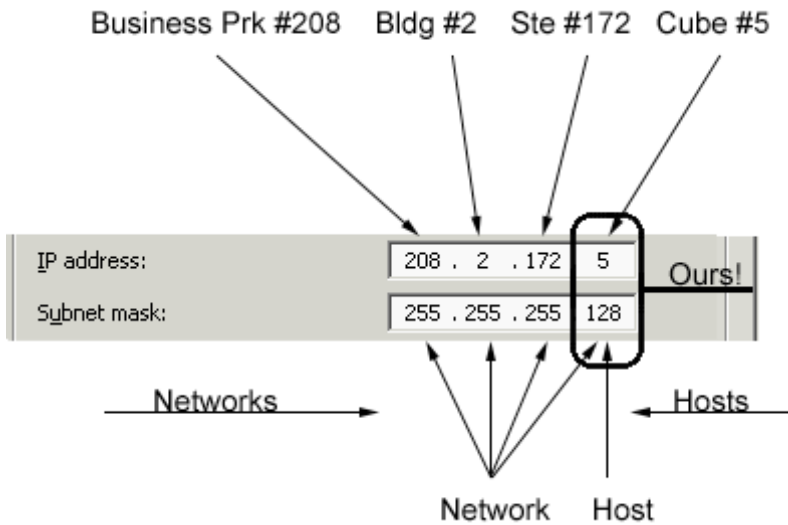 Business Prk #208 Bldg #2 Ste #172 Cube #5
IP address: 208 . 2 . 172 5
Ours!
Subnet mask: 255 . 255 . 255 128
Networks Hosts
Network Host